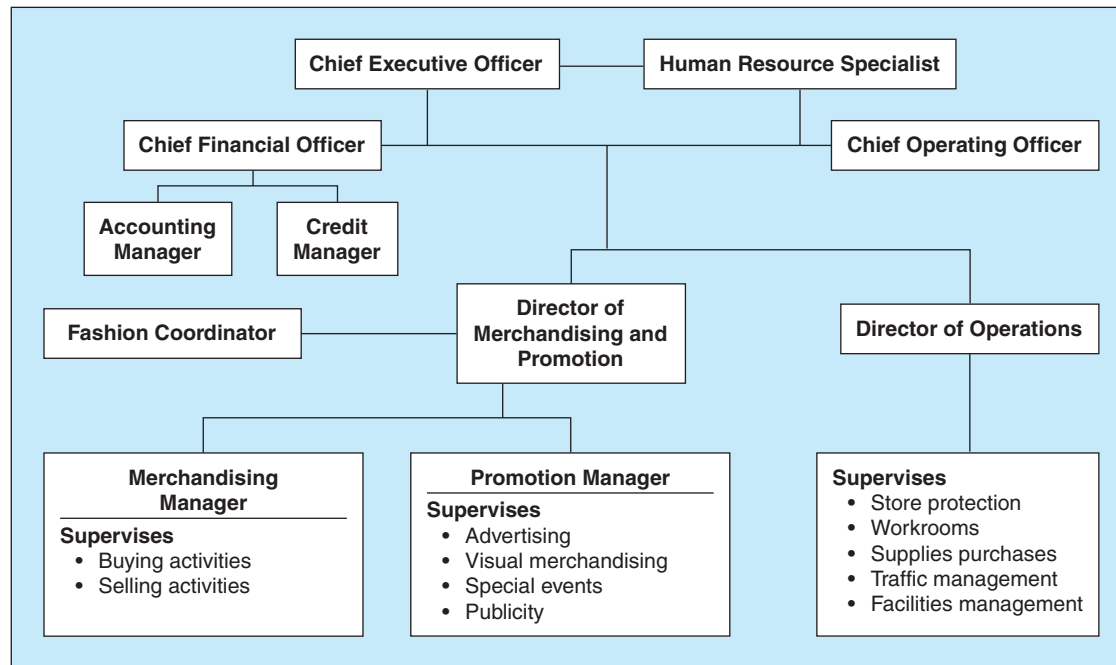 Chief Executive Officer
Human Resource Specialist
Chief Financial Officer
Chief Operating Officer
Accounting
Manager
Credit
Manager
Fashion Coordinator
Director of
Merchandising and
Promotion
Director of Operations
Merchandising
Manager
Supervises
• Buying activities
• Selling activities
Promotion Manager
Supervises
• Advertising
• Visual merchandising
• Special events
• Publicity
Supervises
• Store protection
• Workrooms
• Supplies purchases
• Traffic management
• Facilities management